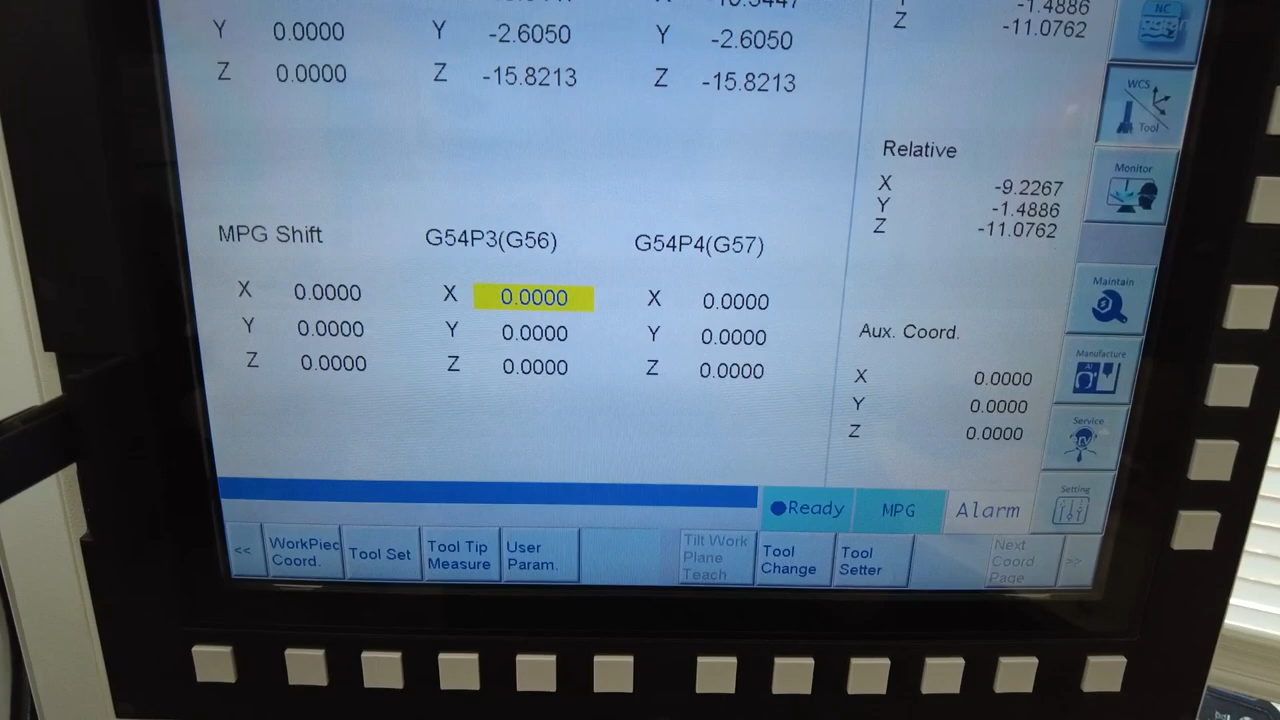 -1.4886
Z -11.0762
Y 0.0000 Y -2.6050 Y -2.6050
Z 0.0000 Z -15.8213 Z -15.8213
NC
WCS
Tool
Monitor
Relative
X -9.2267
Y -1.4886
Z -11.0762
MPG Shift G54P3(G56) G54P4(G57)
X 0.0000 X 0.0000 X 0.0000
Y 0.0000 Y 0.0000 Y 0.0000
Z 0.0000 Z 0.0000 Z 0.0000
Maintain
Aux. Coord.
X 0.0000
Y 0.0000
Z 0.0000
Manufacture
AI
Service
Setting
Ready MPG Alarm
<<
WorkPiec
Coord.
Tool Set
Tool Tip
Measure
User
Param.
Tilt Work
Plane
Teach
Tool
Change
Tool
Setter
Next
Coord
Page
>>